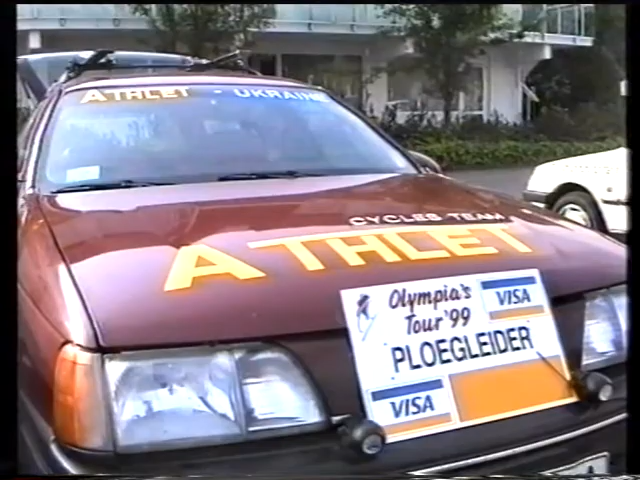 ATHLET - UKRAINE
CYCLES TEAM
ATHLET
Olympia's
Tour '99
VISA
PLOEGLEIDER
VISA